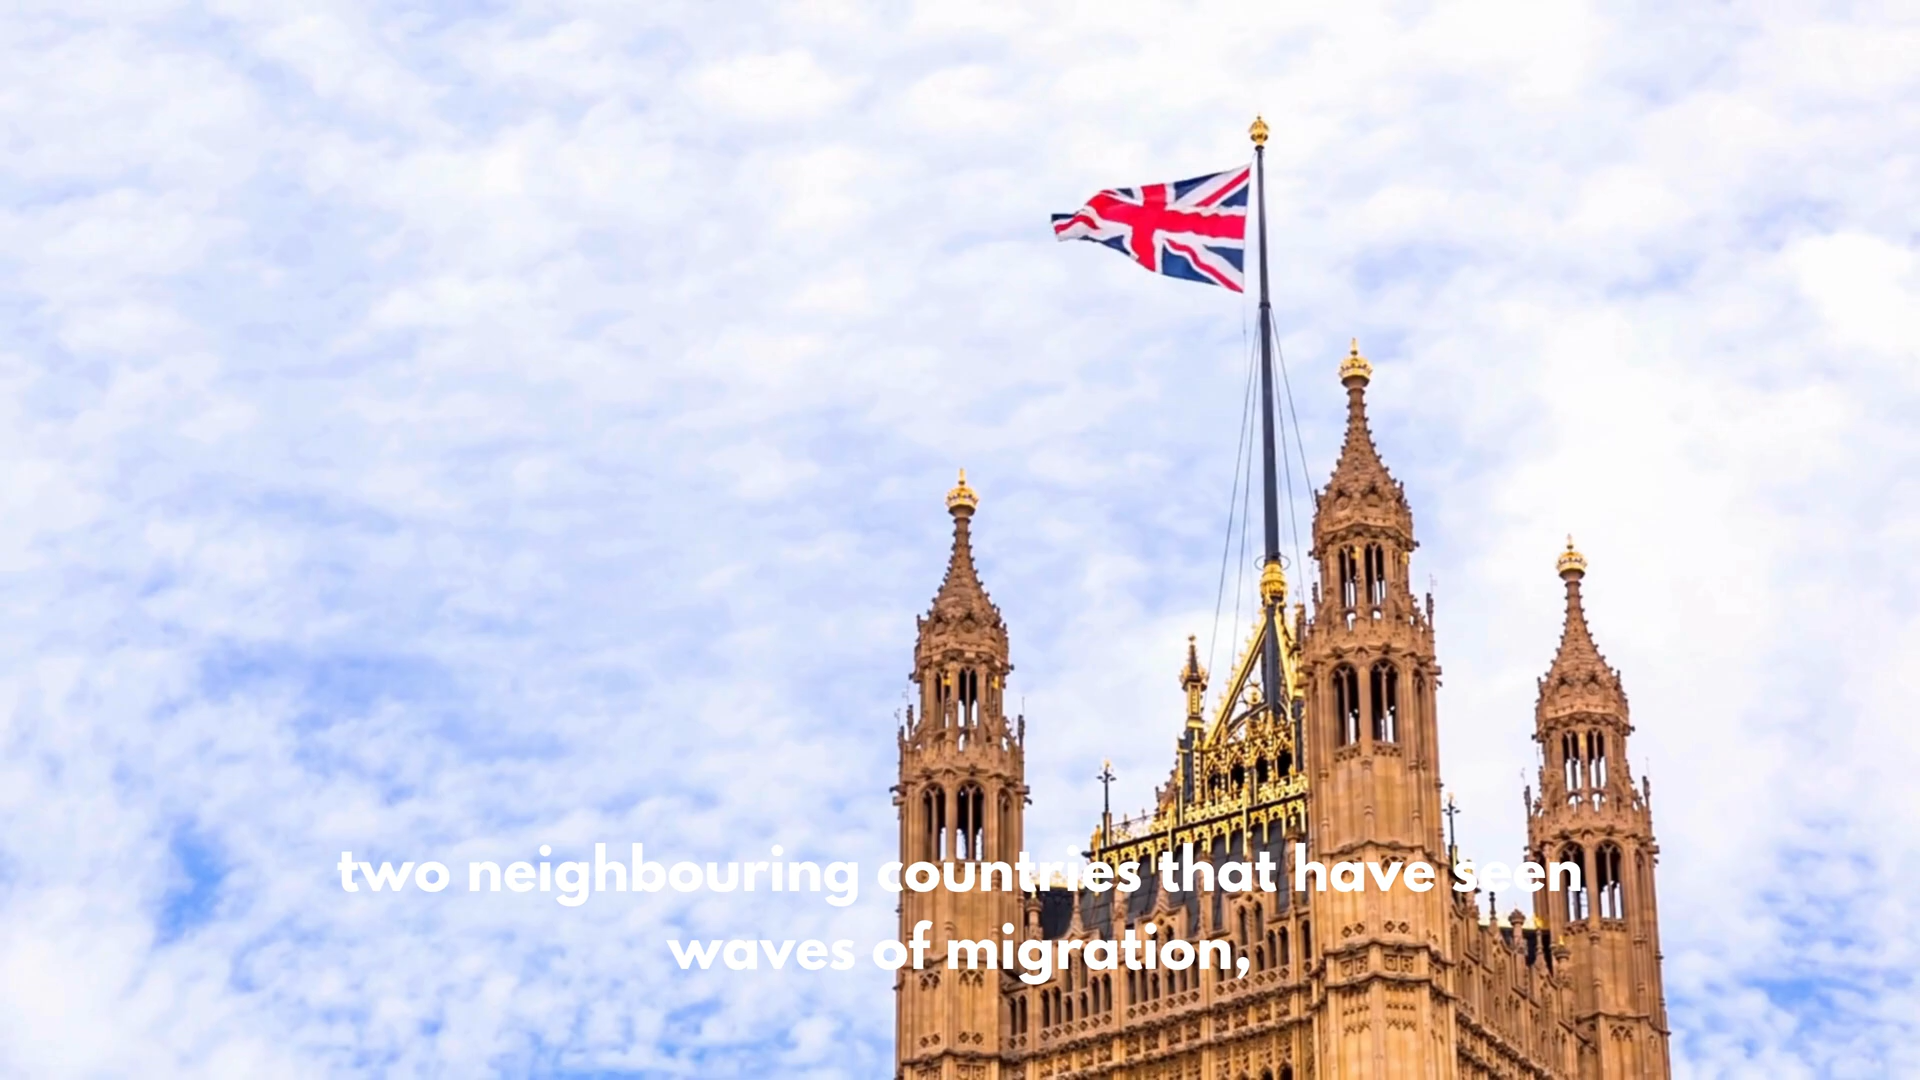 two neighbouring countries that have seen
waves of migration,